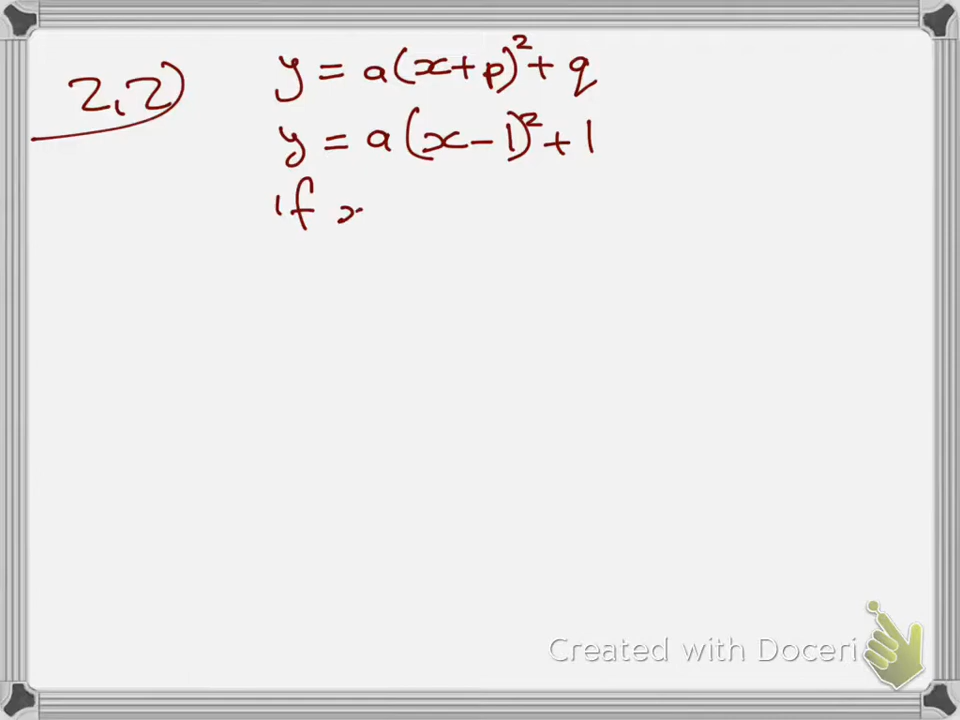 2,2)
y = a(x+p)²+ q
y = a(x-1)²+1
if x
Created with Doceri